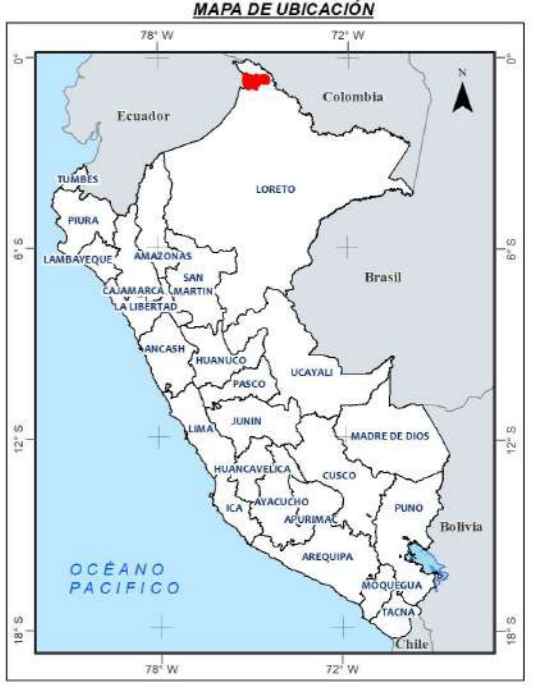 MAPA DE UBICACIÓN
78° W
72° W
0°
0°
N
Colombia
Ecuador
TUMBES
LORETO
PIURA
6° S
6° S
LAMBAYEQUE
AMAZONAS
SAN
MARTIN
CAJAMARCA
LA LIBERTAD
Brasil
ANCASH
HUANUCO
UCAYALI
PASCO
LIMA
JUNIN
MADRE DE DIOS
12° S
12° S
HUANCAVELICA
CUSCO
ICA
AYACUCHO
APURIMAC
PUNO
Bolivia
AREQUIPA
OCÉANO
PACIFICO
MOQUEGUA
TACNA
18° S
18° S
Chile
78° W
72° W